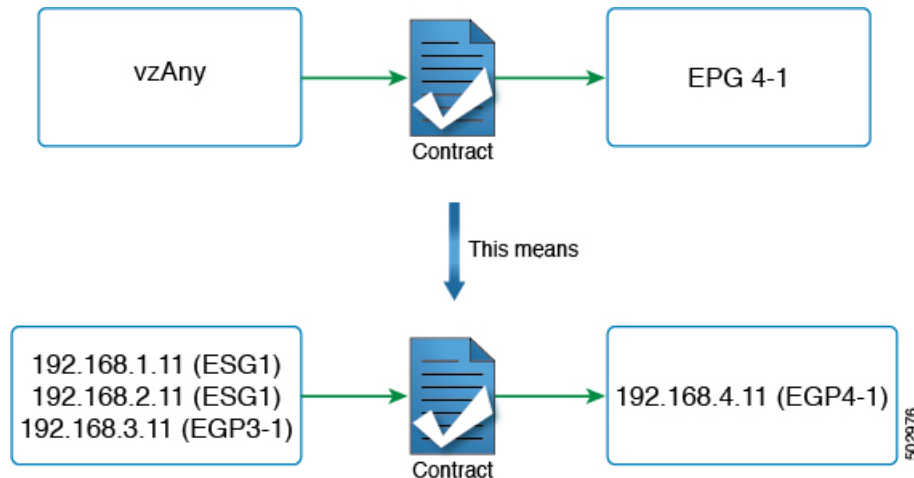 vzAny
Contract
EPG 4-1
This means
192.168.1.11 (ESG1)
192.168.2.11 (ESG1)
192.168.3.11 (EGP3-1)
Contract
192.168.4.11 (EGP4-1)
502976